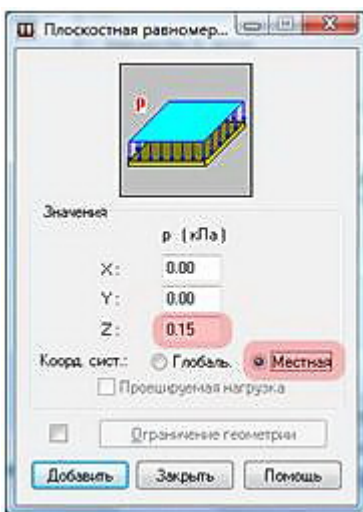 Плоскостная равномер...
p
Значения
p (кПа)
X: 0.00
Y: 0.00
Z: 0.15
Коорд. сист.: Глобаль. Местная
Проецируемая нагрузка
Ограничение геометрии
Добавить Закрыть Помощь